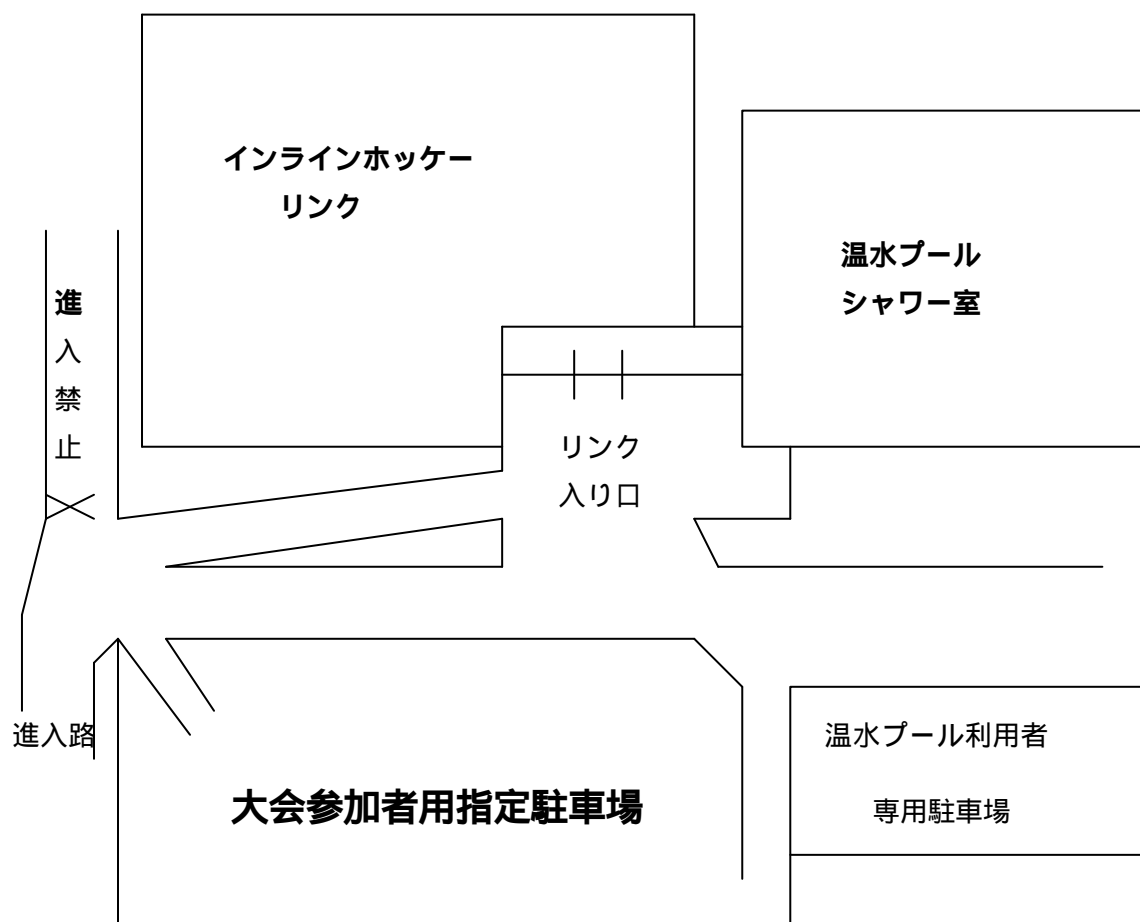 インラインホッケー
リンク
温水プール
シャワー室
進入禁止
リンク
入り口
進入路
温水プール利用者
専用駐車場
大会参加者用指定駐車場